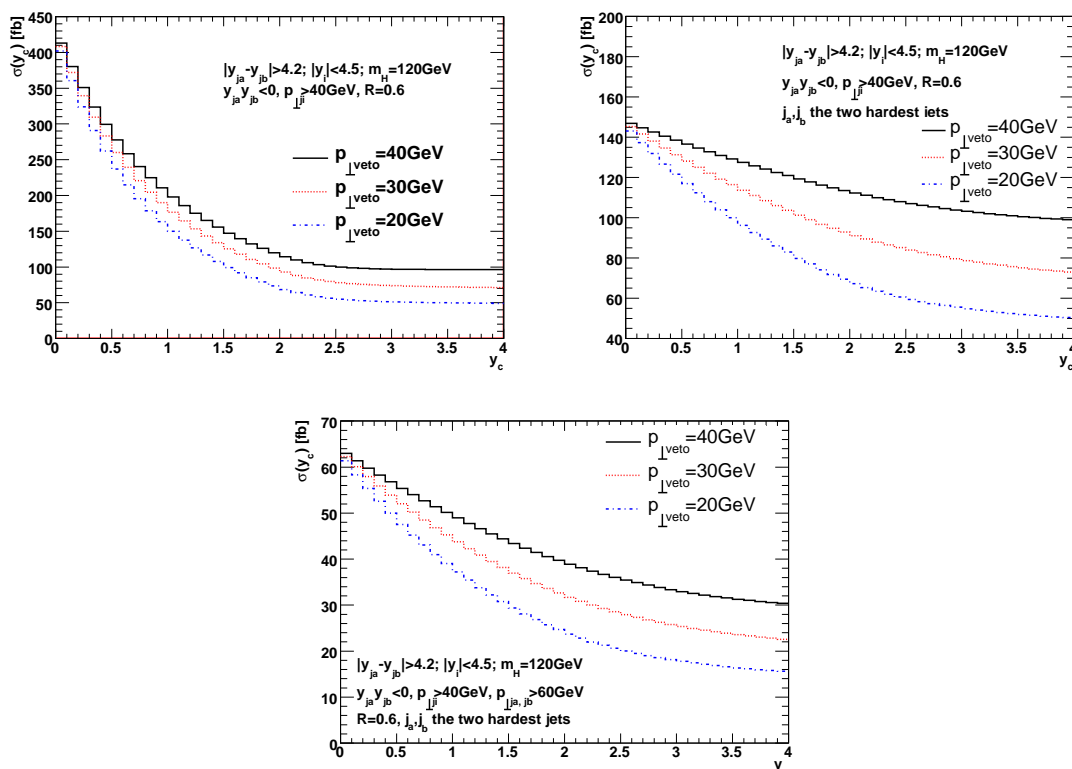 σ(y_c) [fb]
450
400
350
300
250
200
150
100
50
0
|y_ja-y_jb|>4.2; |y_i|<4.5; m_H=120GeV
y_ja y_jb<0, p_⊥ji>40GeV, R=0.6
p_⊥veto=40GeV
p_⊥veto=30GeV
p_⊥veto=20GeV
0 0.5 1 1.5 2 2.5 3 3.5 4
y_c
σ(y_c) [fb]
200
180
160
140
120
100
80
60
40
|y_ja-y_jb|>4.2; |y_i|<4.5; m_H=120GeV
y_ja y_jb<0, p_⊥ji>40GeV, R=0.6
j_a,j_b the two hardest jets
p_⊥veto=40GeV
p_⊥veto=30GeV
p_⊥veto=20GeV
0 0.5 1 1.5 2 2.5 3 3.5 4
y_c
σ(y_c) [fb]
70
60
50
40
30
20
10
0
p_⊥veto=40GeV
p_⊥veto=30GeV
p_⊥veto=20GeV
|y_ja-y_jb|>4.2; |y_i|<4.5; m_H=120GeV
y_ja y_jb<0, p_⊥ji>40GeV, p_⊥ja, jb>60GeV
R=0.6, j_a,j_b the two hardest jets
0 0.5 1 1.5 2 2.5 3 3.5 4
y